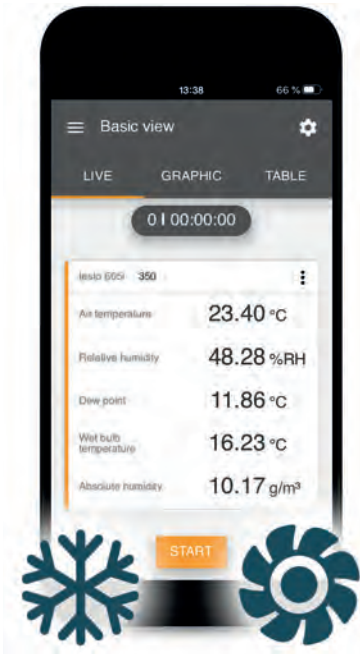 13:38 66 %
Basic view
LIVE GRAPHIC TABLE
0 I 00:00:00
testo 605i 350
Air temperature 23.40 °C
Relative humidity 48.28 %RH
Dew point 11.86 °C
Wet bulb
temperature 16.23 °C
Absolute humidity 10.17 g/m³
START